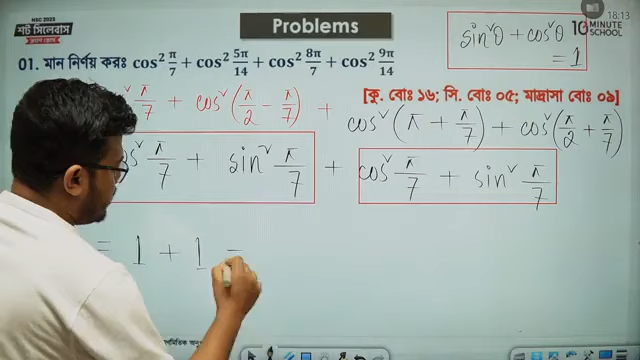 HSC 2023
শর্ট সিলেবাস
Problems
18:13
10 MINUTE SCHOOL
sin²θ + cos²θ
= 1
01. মান নির্ণয় করঃ cos² π/7 + cos² 5π/14 + cos² 8π/7 + cos² 9π/14
[কু. বোঃ ১৬; সি. বোঃ ০৫; মাদ্রাসা বোঃ ০৯]
π/7 + cos²(π/2 − π/7) +
cos²(π + π/7) + cos²(π/2 + π/7)
π/7 + sin² π/7 + cos² π/7 + sin² π/7
= 1 + 1 =